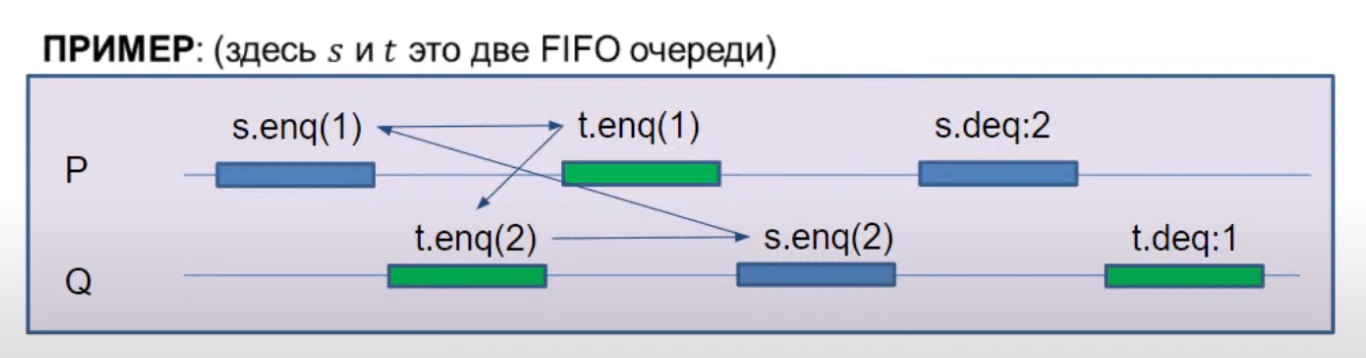 ПРИМЕР: (здесь s и t это две FIFO очереди)
s.enq(1) t.enq(1) s.deq:2
P
t.enq(2) s.enq(2) t.deq:1
Q